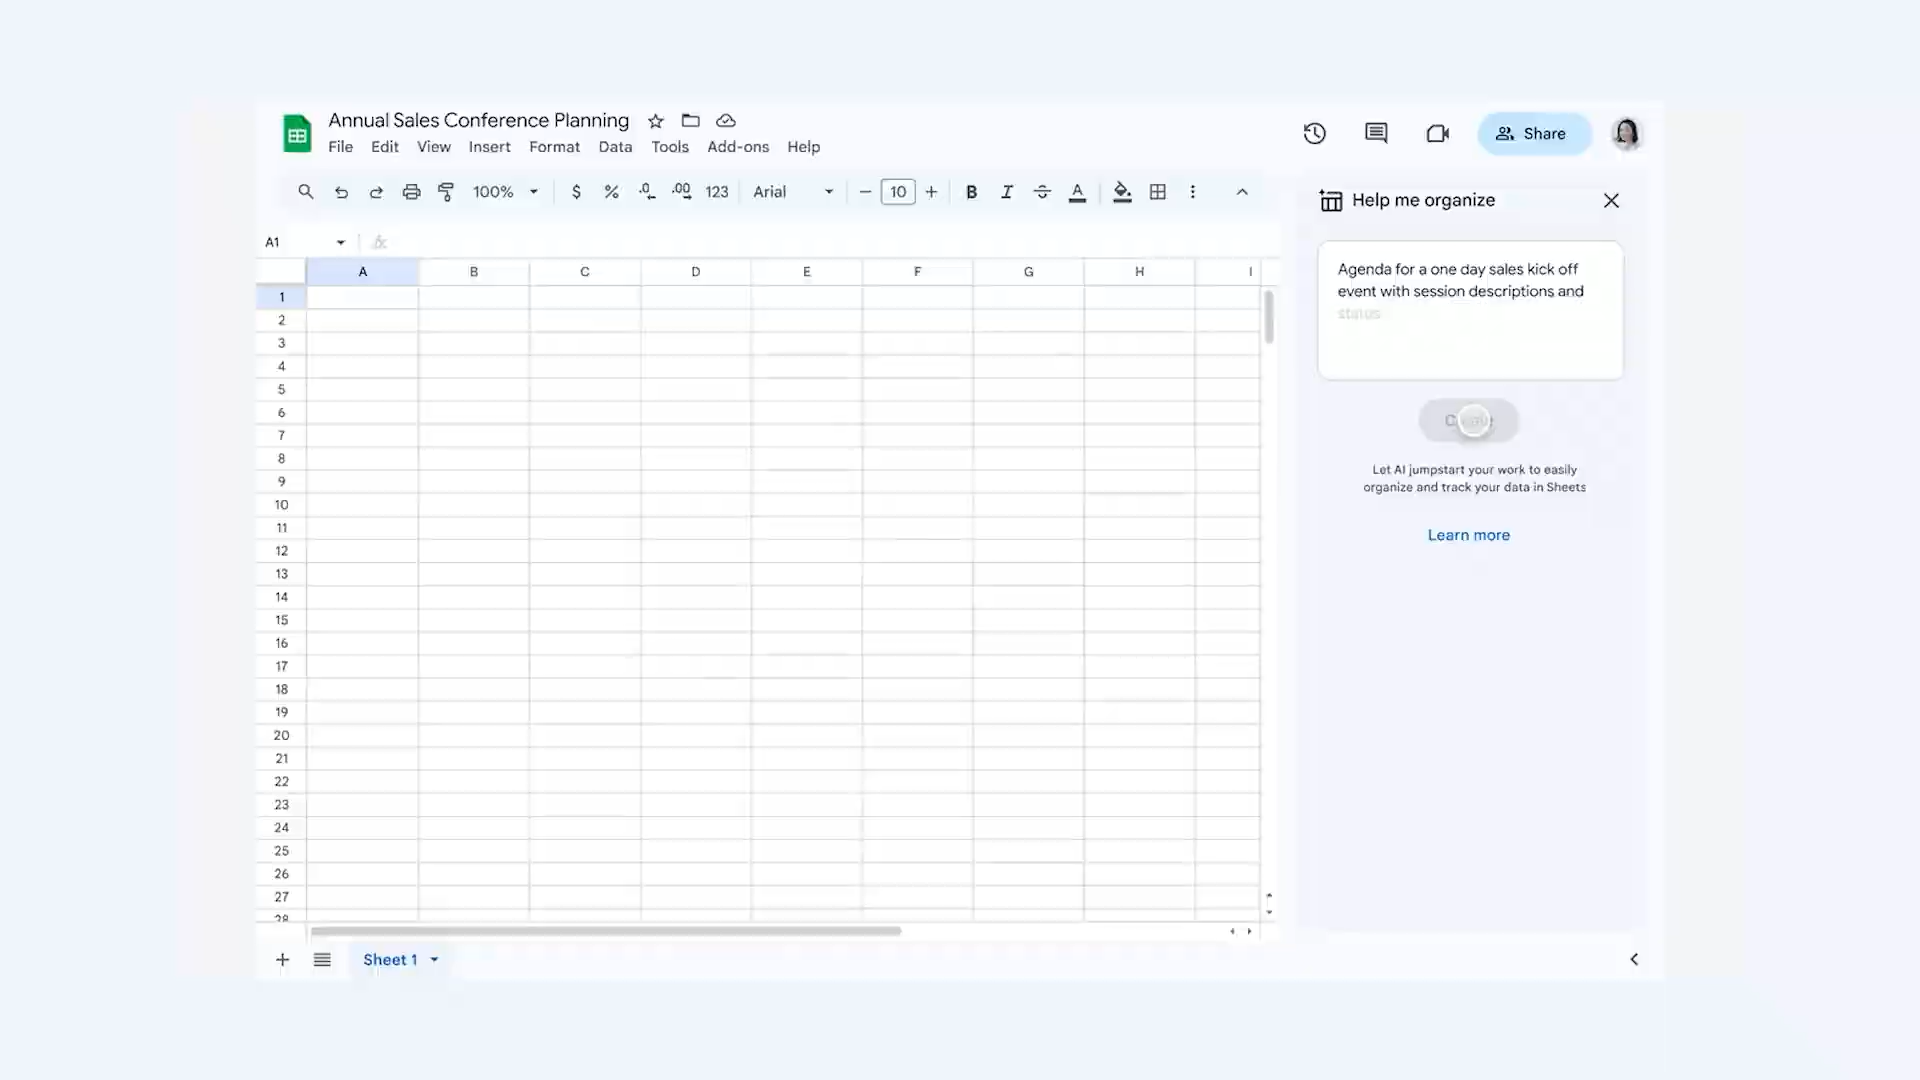 Annual Sales Conference Planning
File Edit View Insert Format Data Tools Add-ons Help
Share
100% $ % .0 .00 123 Arial 10 B I A
Help me organize
A1 fx
A B C D E F G H I
Agenda for a one day sales kick off
event with session descriptions and
status
Let AI jumpstart your work to easily
organize and track your data in Sheets
Learn more
1
2
3
4
5
6
7
8
9
10
11
12
13
14
15
16
17
18
19
20
21
22
23
24
25
26
27
28
Sheet 1